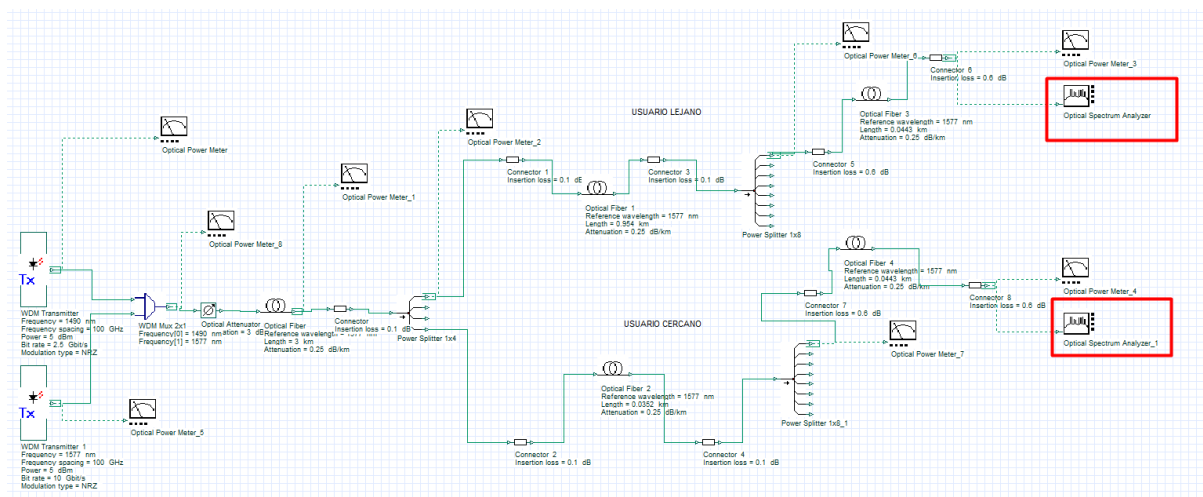 Optical Power Meter_6
Optical Power Meter_3
Connector 6
Insertion loss = 0.6 dB
Optical Spectrum Analyzer
USUARIO LEJANO
Optical Fiber 3
Reference wavelength = 1577 nm
Length = 0.0443 km
Attenuation = 0.25 dB/km
Optical Power Meter
Optical Power Meter_2
Connector 1
Insertion loss = 0.1 dB
Connector 3
Insertion loss = 0.1 dB
Connector 5
Insertion loss = 0.6 dB
Optical Power Meter_1
Optical Fiber 1
Reference wavelength = 1577 nm
Length = 0.954 km
Attenuation = 0.25 dB/km
Power Splitter 1x8
Optical Power Meter_8
Optical Fiber 4
Reference wavelength = 1577 nm
Length = 0.0443 km
Attenuation = 0.25 dB/km
Optical Power Meter_4
Connector 8
Insertion loss = 0.6 dB
Connector 7
Insertion loss = 0.6 dB
Tx
WDM Transmitter
Frequency = 1490 nm
Frequency spacing = 100 GHz
Power = 5 dBm
Bit rate = 2.5 Gbit/s
Modulation type = NRZ
WDM Mux 2x1
Frequency[0] = 1490 nm
Frequency[1] = 1577 nm
Optical Attenuator
Optical Fiber
Reference wavelength
Length = 3 km
Attenuation = 0.25 dB/km
Connector
Insertion loss = 0.1 dB
Power Splitter 1x4
USUARIO CERCANO
Optical Power Meter_7
Optical Spectrum Analyzer_1
Optical Fiber 2
Reference wavelength = 1577 nm
Length = 0.0352 km
Attenuation = 0.25 dB/km
Power Splitter 1x8_1
Tx
Optical Power Meter_5
WDM Transmitter 1
Frequency = 1577 nm
Frequency spacing = 100 GHz
Power = 5 dBm
Bit rate = 10 Gbit/s
Modulation type = NRZ
Connector 2
Insertion loss = 0.1 dB
Connector 4
Insertion loss = 0.1 dB